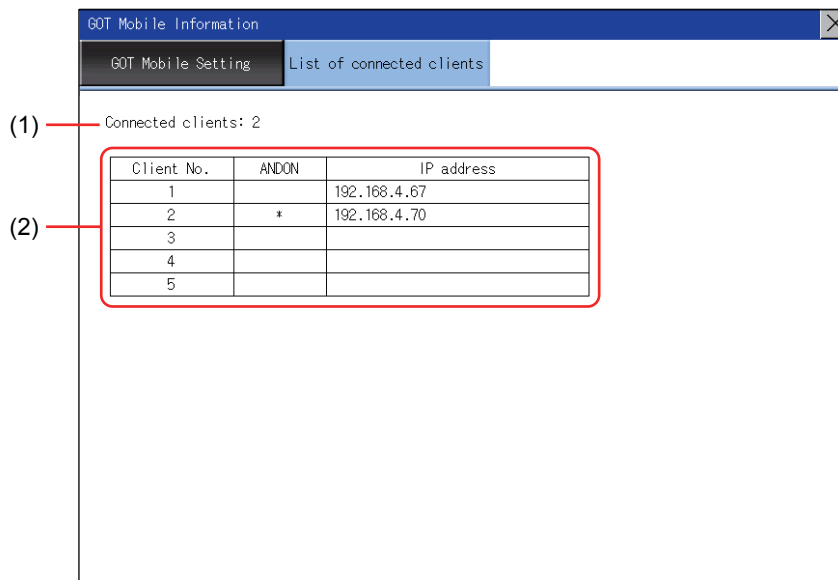 GOT Mobile Information
GOT Mobile Setting List of connected clients
(1) Connected clients: 2
Client No. ANDON IP address
1 192.168.4.67
2 * 192.168.4.70
(2)
3
4
5